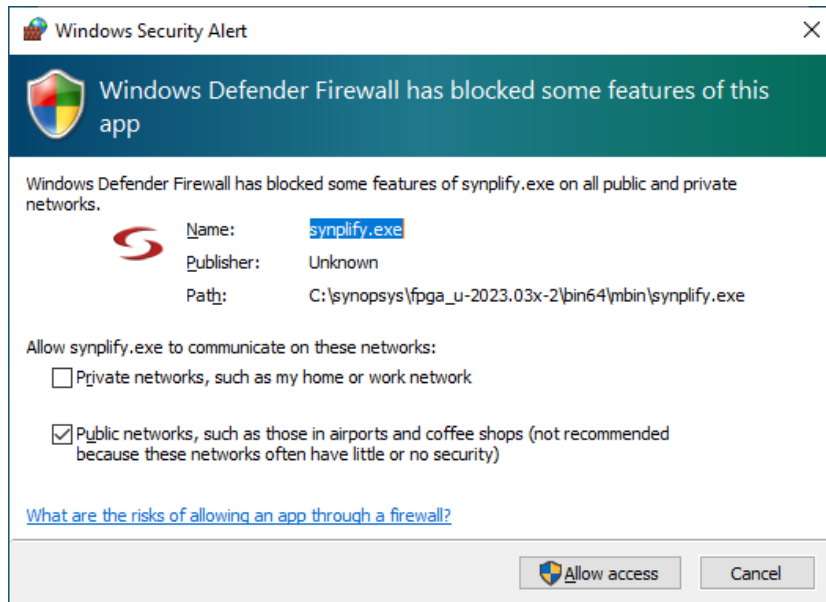 Windows Security Alert
Windows Defender Firewall has blocked some features of this
app
Windows Defender Firewall has blocked some features of synplify.exe on all public and private
networks.
Name: synplify.exe
Publisher: Unknown
Path: C:\synopsys\fpga_u-2023.03x-2\bin64\mbin\synplify.exe
Allow synplify.exe to communicate on these networks:
Private networks, such as my home or work network
Public networks, such as those in airports and coffee shops (not recommended
because these networks often have little or no security)
What are the risks of allowing an app through a firewall?
Allow access Cancel